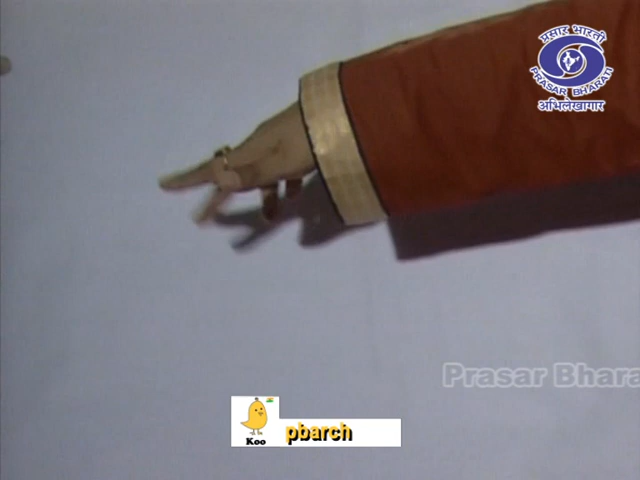 प्रसार भारती
PRASAR BHARATI
अभिलेखागार
Prasar Bhara
Koo
pbarch